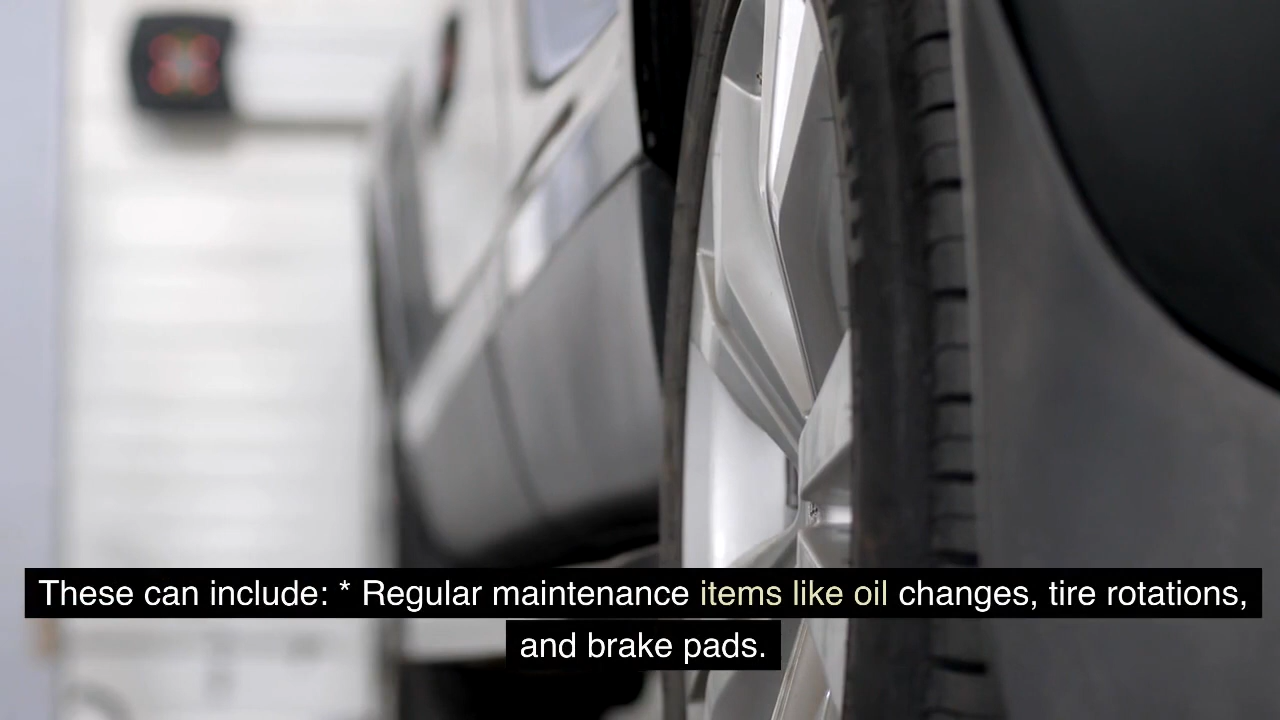 These can include: * Regular maintenance items like oil changes, tire rotations,
and brake pads.